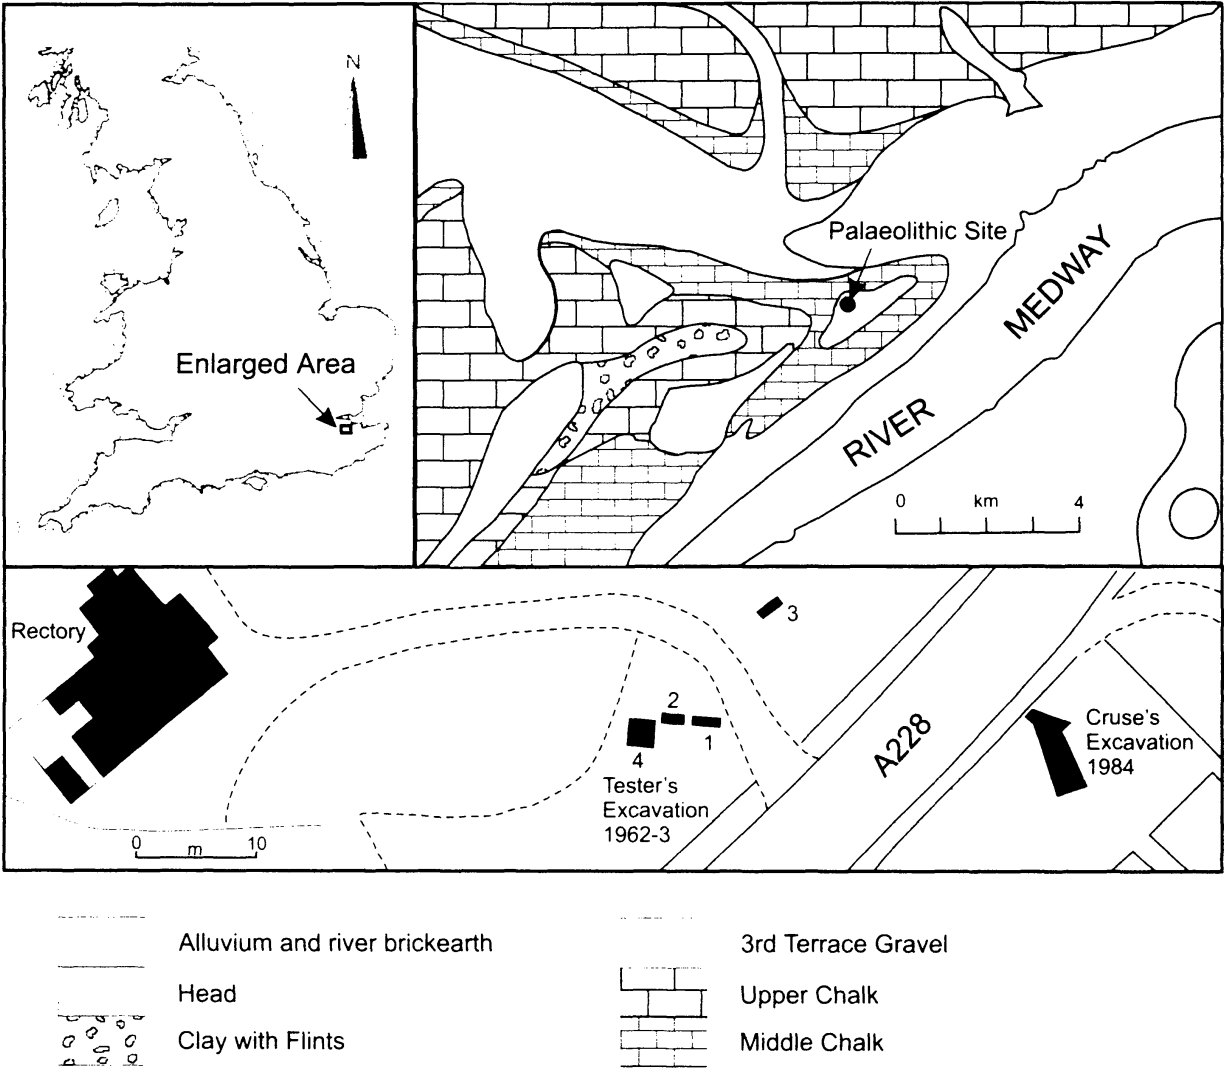 N
Enlarged Area
Palaeolithic Site
RIVER MEDWAY
0 km 4
Rectory
3
2
1
4
Tester's
Excavation
1962-3
A228
Cruse's
Excavation
1984
0 m 10
Alluvium and river brickearth
Head
Clay with Flints
3rd Terrace Gravel
Upper Chalk
Middle Chalk